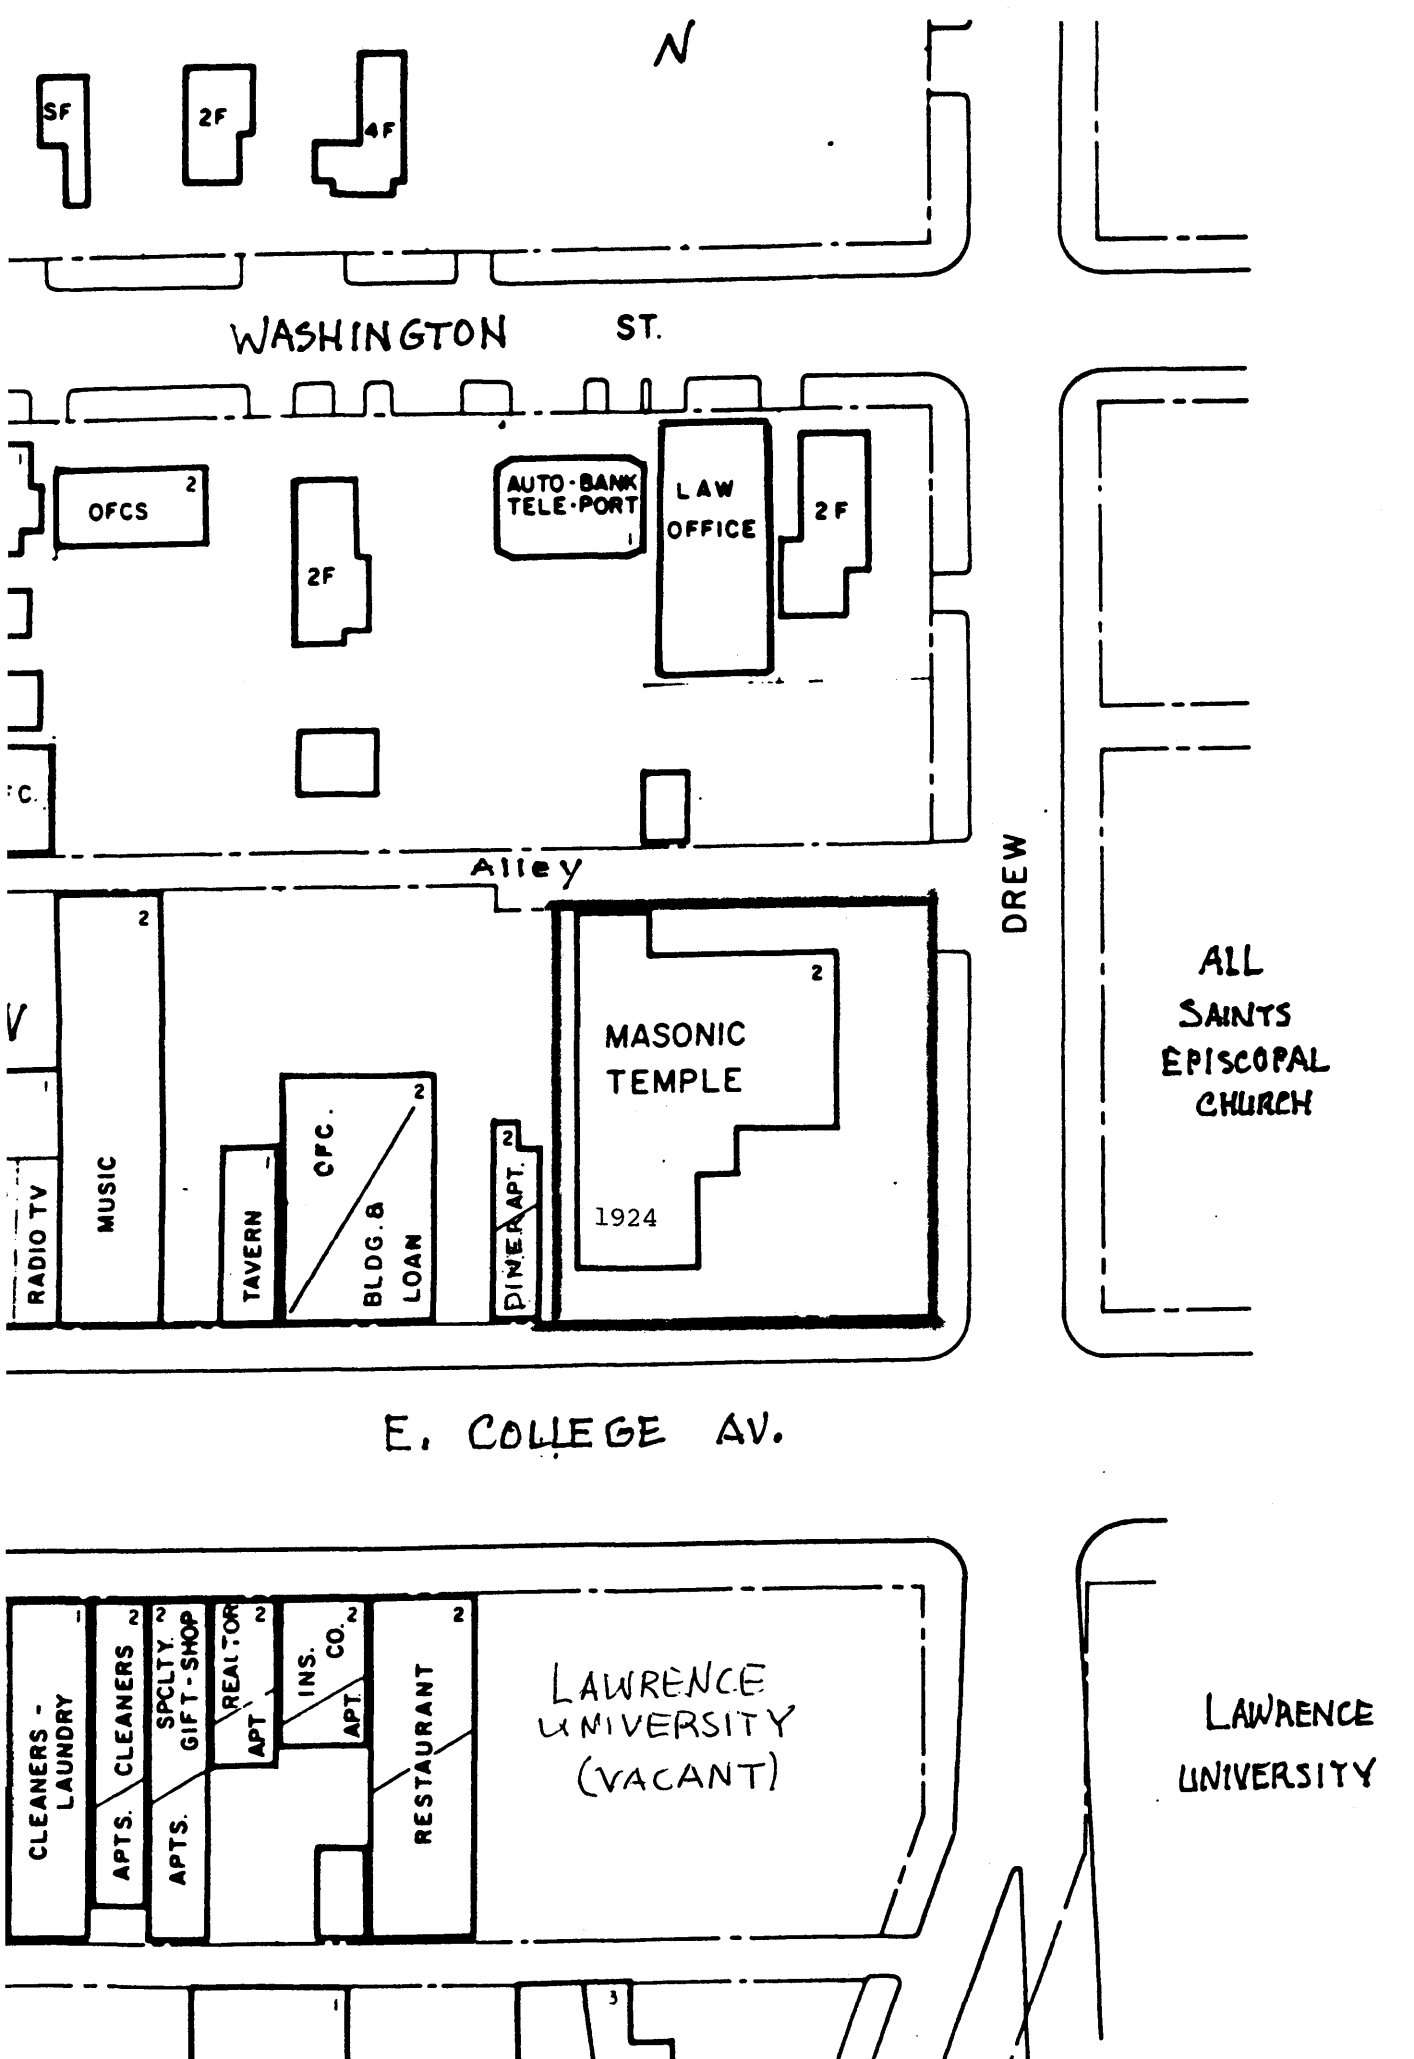 N
SF
2F
4F
WASHINGTON ST.
1
OFCS
2
2F
AUTO·BANK
TELE·PORT
1
LAW
OFFICE
2F
C.
Alley
DREW
2
MUSIC
V
1
RADIO TV
1
TAVERN
2
OFC.
BLDG. &
LOAN
2
APT.
DINER
2
MASONIC
TEMPLE
1924
ALL
SAINTS
EPISCOPAL
CHURCH
E. COLLEGE AV.
1
CLEANERS -
LAUNDRY
2
CLEANERS
APTS.
2
SPCLTY.
GIFT-SHOP
APTS.
2
REALTOR
APT
2
INS.
CO.
APT.
2
RESTAURANT
LAWRENCE
UNIVERSITY
(VACANT)
LAWRENCE
UNIVERSITY
1
3